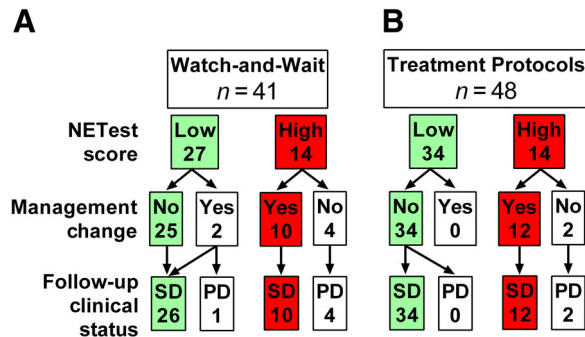 A
B
Watch-and-Wait
n = 41
Treatment Protocols
n = 48
NETest
score
Low
27
High
14
Low
34
High
14
Management
change
No
25
Yes
2
Yes
10
No
4
No
34
Yes
0
Yes
12
No
2
Follow-up
clinical
status
SD
26
PD
1
SD
10
PD
4
SD
34
PD
0
SD
12
PD
2